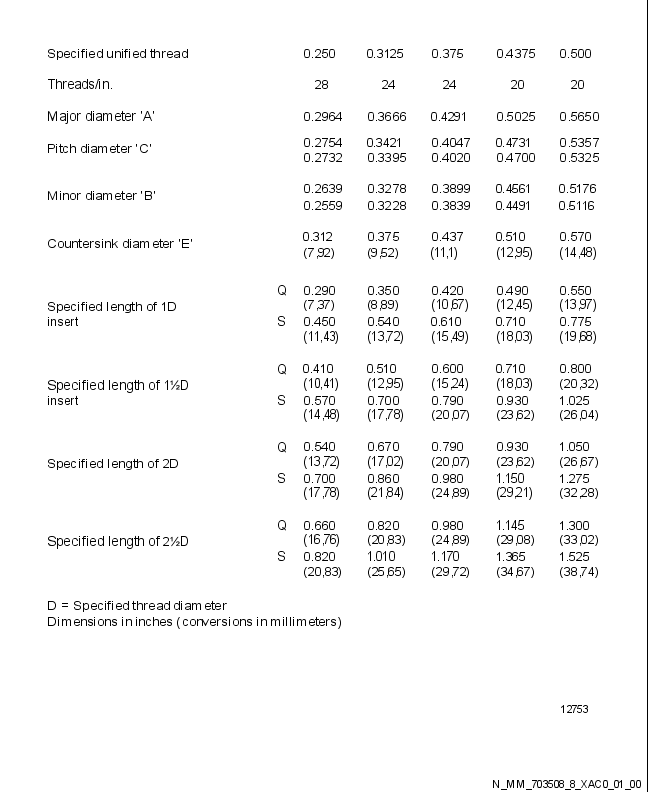 Specified unified thread 0.250 0.3125 0.375 0.4375 0.500
Threads/in. 28 24 24 20 20
Major diameter 'A' 0.2964 0.3666 0.4291 0.5025 0.5650
Pitch diameter 'C' 0.2754 0.3421 0.4047 0.4731 0.5357
0.2732 0.3395 0.4020 0.4700 0.5325
Minor diameter 'B' 0.2639 0.3278 0.3899 0.4561 0.5176
0.2559 0.3228 0.3839 0.4491 0.5116
Countersink diameter 'E' 0.312 0.375 0.437 0.510 0.570
(7,92) (9,52) (11,1) (12,95) (14,48)
Q 0.290 0.350 0.420 0.490 0.550
Specified length of 1D (7,37) (8,89) (10,67) (12,45) (13,97)
insert S 0.450 0.540 0.610 0.710 0.775
(11,43) (13,72) (15,49) (18,03) (19,68)
Q 0.410 0.510 0.600 0.710 0.800
Specified length of 1½D (10,41) (12,95) (15,24) (18,03) (20,32)
insert S 0.570 0.700 0.790 0.930 1.025
(14,48) (17,78) (20,07) (23,62) (26,04)
Q 0.540 0.670 0.790 0.930 1.050
Specified length of 2D (13,72) (17,02) (20,07) (23,62) (26,67)
S 0.700 0.860 0.980 1.150 1.275
(17,78) (21,84) (24,89) (29,21) (32,28)
Q 0.660 0.820 0.980 1.145 1.300
Specified length of 2½D (16,76) (20,83) (24,89) (29,08) (33,02)
S 0.820 1.010 1.170 1.365 1.525
(20,83) (25,65) (29,72) (34,67) (38,74)
D = Specified thread diameter
Dimensions in inches (conversions in millimeters)
12753
N_MM_703508_8_XAC0_01_00